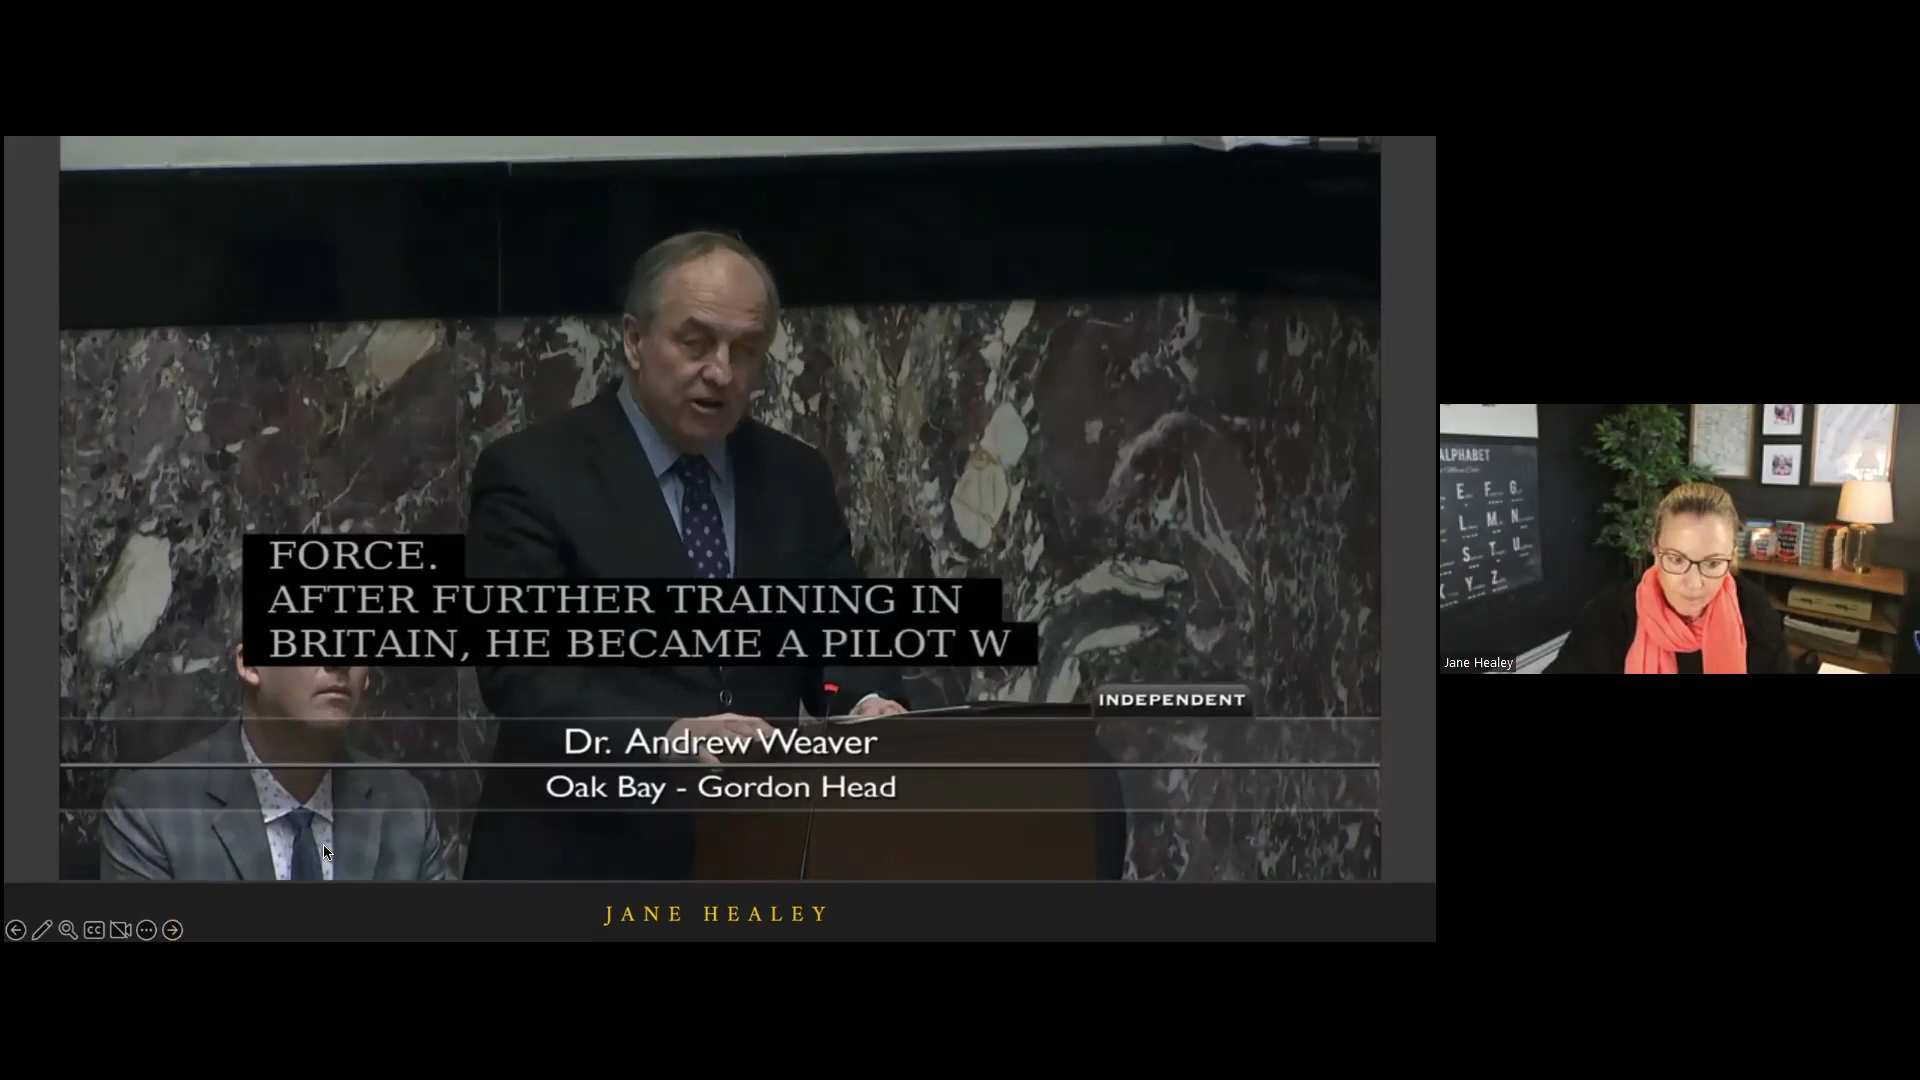 FORCE.
AFTER FURTHER TRAINING IN
BRITAIN, HE BECAME A PILOT W
INDEPENDENT
Dr. Andrew Weaver
Oak Bay - Gordon Head
JANE HEALEY
CC
ALPHABET
E F G
L M N
S T U
Y Z
Jane Healey